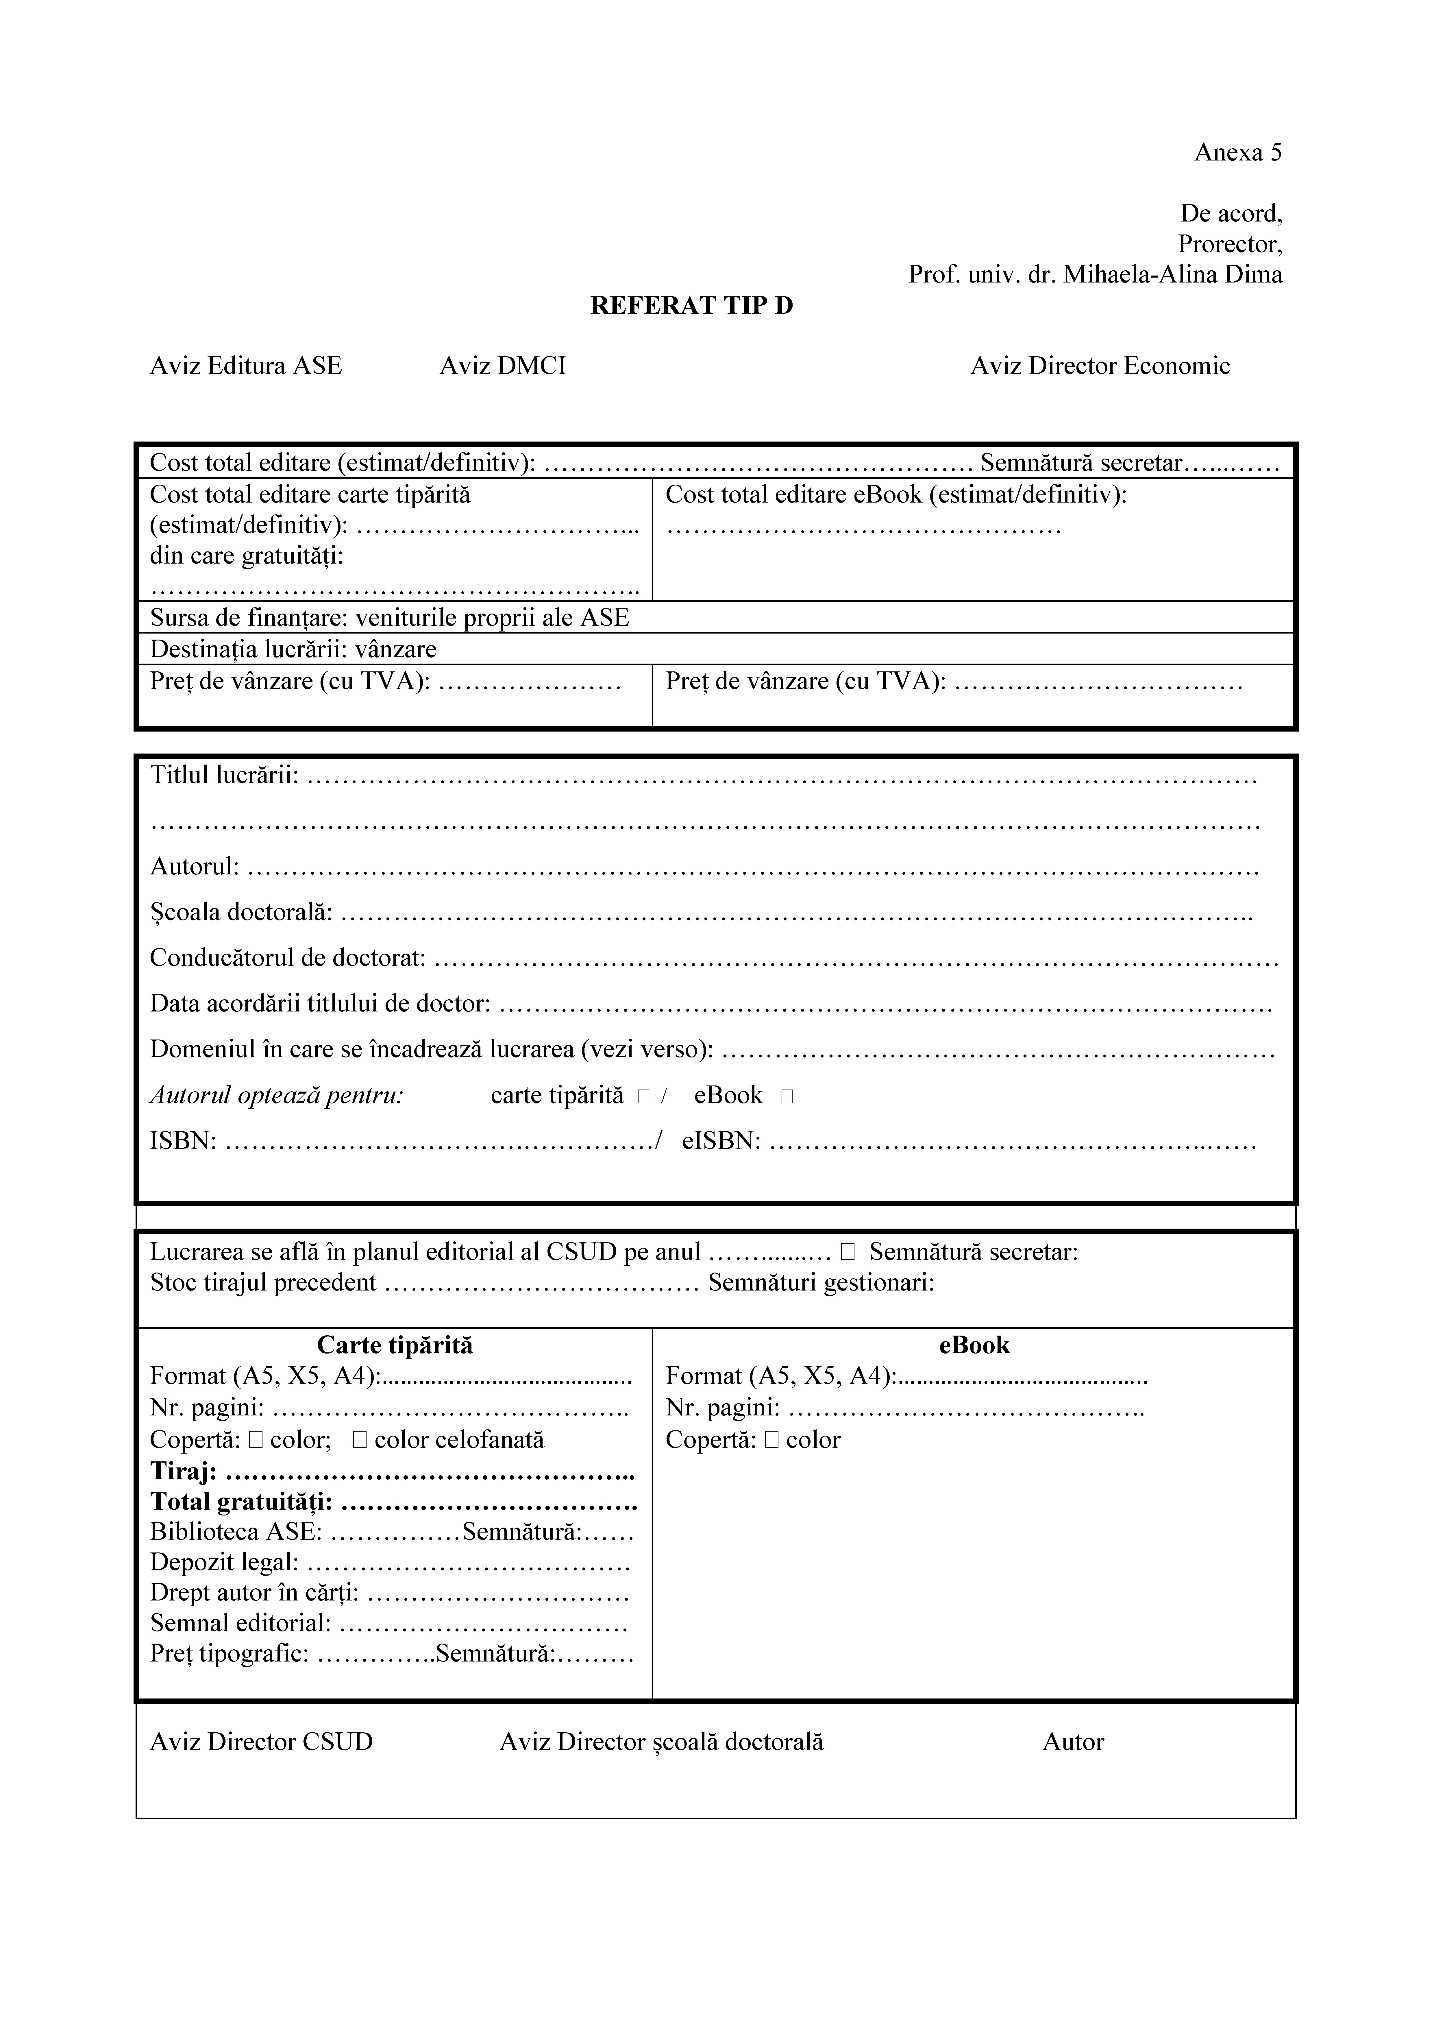 Anexa 5
De acord,
Prorector,
Prof. univ. dr. Mihaela-Alina Dima
REFERAT TIP D
Aviz Editura ASE Aviz DMCI Aviz Director Economic
Cost total editare (estimat/definitiv): ………………………………………… Semnătură secretar…...……
Cost total editare carte tipărită
(estimat/definitiv): …………………………..
din care gratuități:
………………………………………………..
Cost total editare eBook (estimat/definitiv):
………………………………………
Sursa de finanțare: veniturile proprii ale ASE
Destinația lucrării: vânzare
Preț de vânzare (cu TVA): …………………
Preț de vânzare (cu TVA): ……………………………
Titlul lucrării: ………………………………………………………………………………………………
………………………………………………………………………………………………………………
Autorul: …………………………………………………………………………………………………….
Școala doctorală: …………………………………………………………………………………………..
Conducătorul de doctorat: ……………………………………………………………………………………
Data acordării titlului de doctor: …………………………………………………………………………….
Domeniul în care se încadrează lucrarea (vezi verso): ………………………………………………………
Autorul optează pentru: carte tipărită □ / eBook □
ISBN: …………………………………………/ eISBN: ………………………………………….……
Lucrarea se află în planul editorial al CSUD pe anul ……......… □ Semnătură secretar:
Stoc tirajul precedent ……………………………… Semnături gestionari:
Carte tipărită
Format (A5, X5, A4):.......................................
Nr. pagini: ………………………………….
Copertă: □ color; □ color celofanată
Tiraj: ………………………………………..
Total gratuități: …………………………….
Biblioteca ASE: ……………Semnătură:……
Depozit legal: ………………………………
Drept autor în cărți: …………………………
Semnal editorial: ……………………………
Preț tipografic: …………..Semnătură:………
eBook
Format (A5, X5, A4):.......................................
Nr. pagini: ………………………………….
Copertă: □ color
Aviz Director CSUD Aviz Director școală doctorală Autor